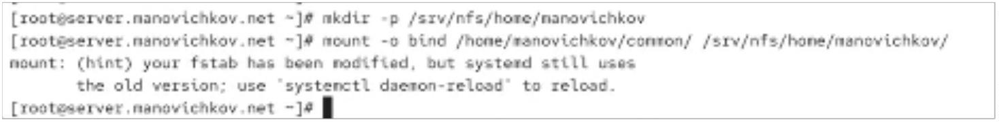 [root@server.manovichkov.net ~]# mkdir -p /srv/nfs/home/manovichkov
[root@server.manovichkov.net ~]# mount -o bind /home/manovichkov/common/ /srv/nfs/home/manovichkov/
mount: (hint) your fstab has been modified, but systemd still uses
       the old version; use `systemctl daemon-reload` to reload.
[root@server.manovichkov.net ~]#